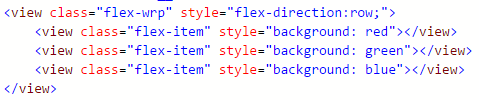 <view class="flex-wrp" style="flex-direction:row;">
<view class="flex-item" style="background: red"></view>
<view class="flex-item" style="background: green"></view>
<view class="flex-item" style="background: blue"></view>
</view>